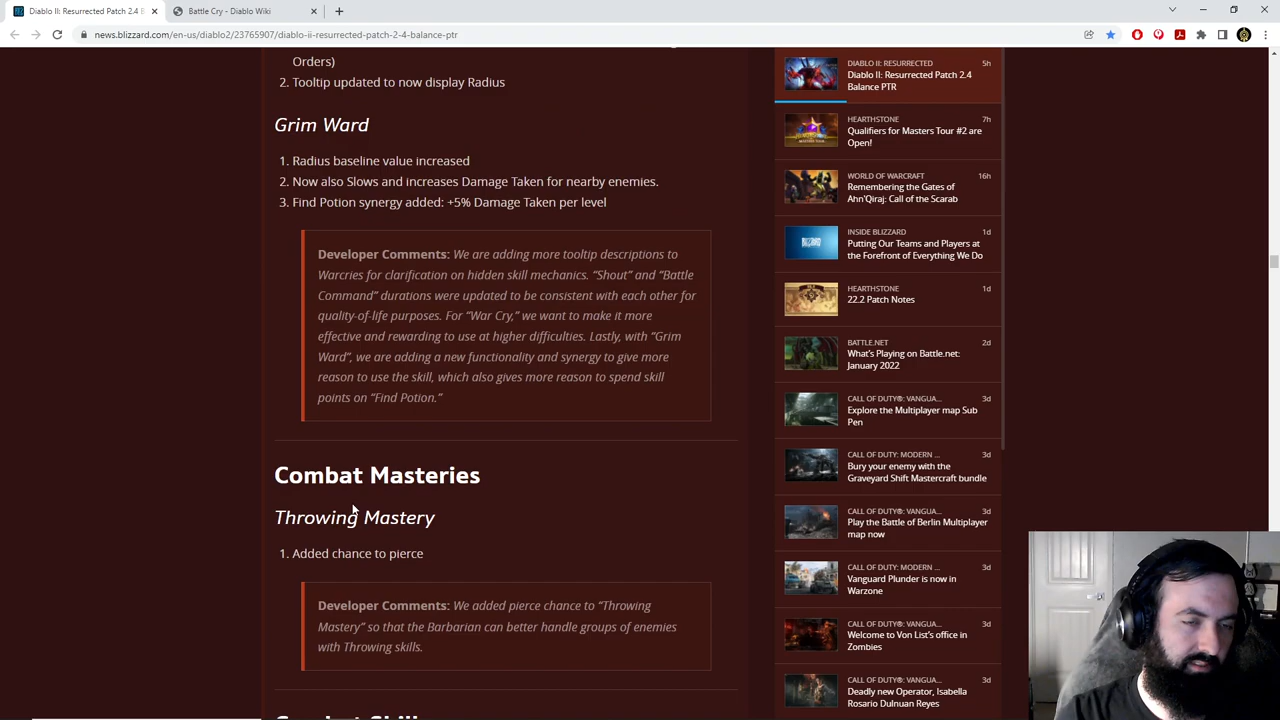 Diablo II: Resurrected Patch 2.4 B
Battle Cry - Diablo Wiki
news.blizzard.com/en-us/diablo2/23765907/diablo-ii-resurrected-patch-2-4-balance-ptr
Orders)
2. Tooltip updated to now display Radius
Grim Ward
1. Radius baseline value increased
2. Now also Slows and increases Damage Taken for nearby enemies.
3. Find Potion synergy added: +5% Damage Taken per level
Developer Comments: We are adding more tooltip descriptions to
Warcries for clarification on hidden skill mechanics. “Shout” and “Battle
Command” durations were updated to be consistent with each other for
quality-of-life purposes. For “War Cry,” we want to make it more
effective and rewarding to use at higher difficulties. Lastly, with “Grim
Ward”, we are adding a new functionality and synergy to give more
reason to use the skill, which also gives more reason to spend skill
points on “Find Potion.”
Combat Masteries
Throwing Mastery
1. Added chance to pierce
Developer Comments: We added pierce chance to “Throwing
Mastery” so that the Barbarian can better handle groups of enemies
with Throwing skills.
DIABLO II: RESURRECTED 5h
Diablo II: Resurrected Patch 2.4
Balance PTR
HEARTHSTONE 7h
Qualifiers for Masters Tour #2 are
Open!
WORLD OF WARCRAFT 16h
Remembering the Gates of
Ahn'Qiraj: Call of the Scarab
INSIDE BLIZZARD 1d
Putting Our Teams and Players at
the Forefront of Everything We Do
HEARTHSTONE 1d
22.2 Patch Notes
BATTLE.NET 2d
What’s Playing on Battle.net:
January 2022
CALL OF DUTY®: VANGUA... 3d
Explore the Multiplayer map Sub
Pen
CALL OF DUTY: MODERN ... 3d
Bury your enemy with the
Graveyard Shift Mastercraft bundle
CALL OF DUTY®: VANGUA... 3d
Play the Battle of Berlin Multiplayer
map now
CALL OF DUTY: MODERN ... 3d
Vanguard Plunder is now in
Warzone
CALL OF DUTY®: VANGUA... 3d
Welcome to Von List’s office in
Zombies
CALL OF DUTY®: VANGUA... 3d
Deadly new Operator, Isabella
Rosario Dulnuan Reyes